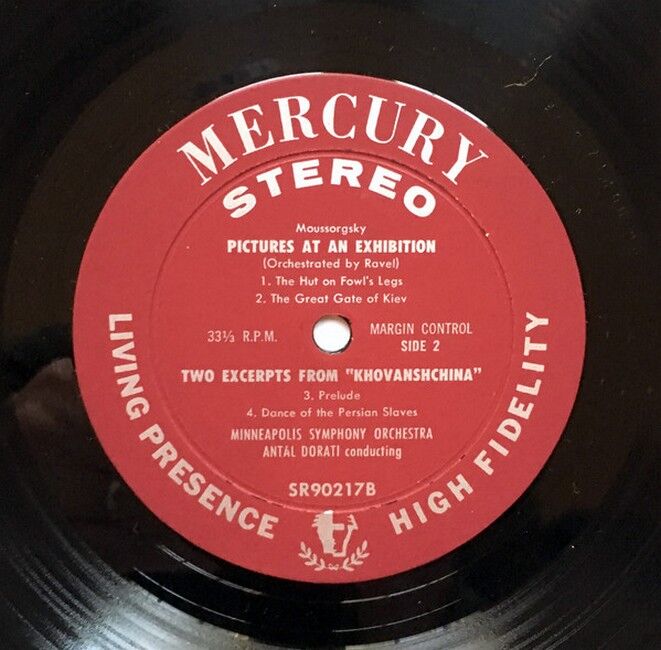 MERCURY
STEREO
Moussorgsky
PICTURES AT AN EXHIBITION
(Orchestrated by Ravel)
1. The Hut on Fowl's Legs
2. The Great Gate of Kiev
33⅓ R.P.M.
MARGIN CONTROL
SIDE 2
TWO EXCERPTS FROM "KHOVANSHCHINA"
3. Prelude
4. Dance of the Persian Slaves
MINNEAPOLIS SYMPHONY ORCHESTRA
ANTAL DORATI conducting
SR90217B
LIVING PRESENCE
HIGH FIDELITY